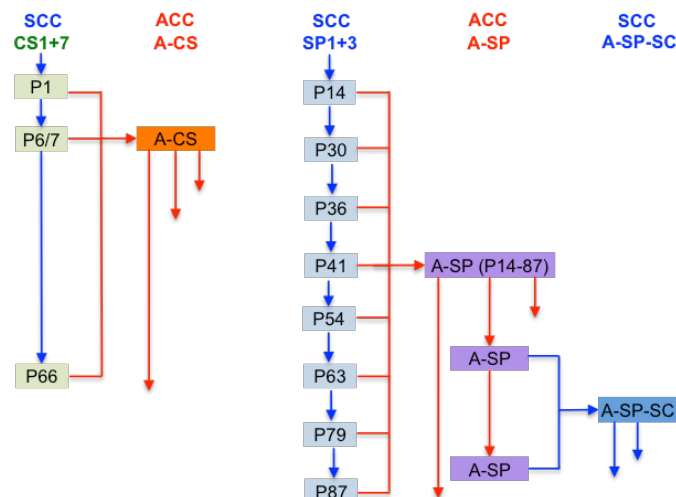 SCC
CS1+7
ACC
A-CS
SCC
SP1+3
ACC
A-SP
SCC
A-SP-SC
P1
P6/7
A-CS
P66
P14
P30
P36
P41
A-SP (P14-87)
P54
P63
A-SP
P79
A-SP-SC
P87
A-SP